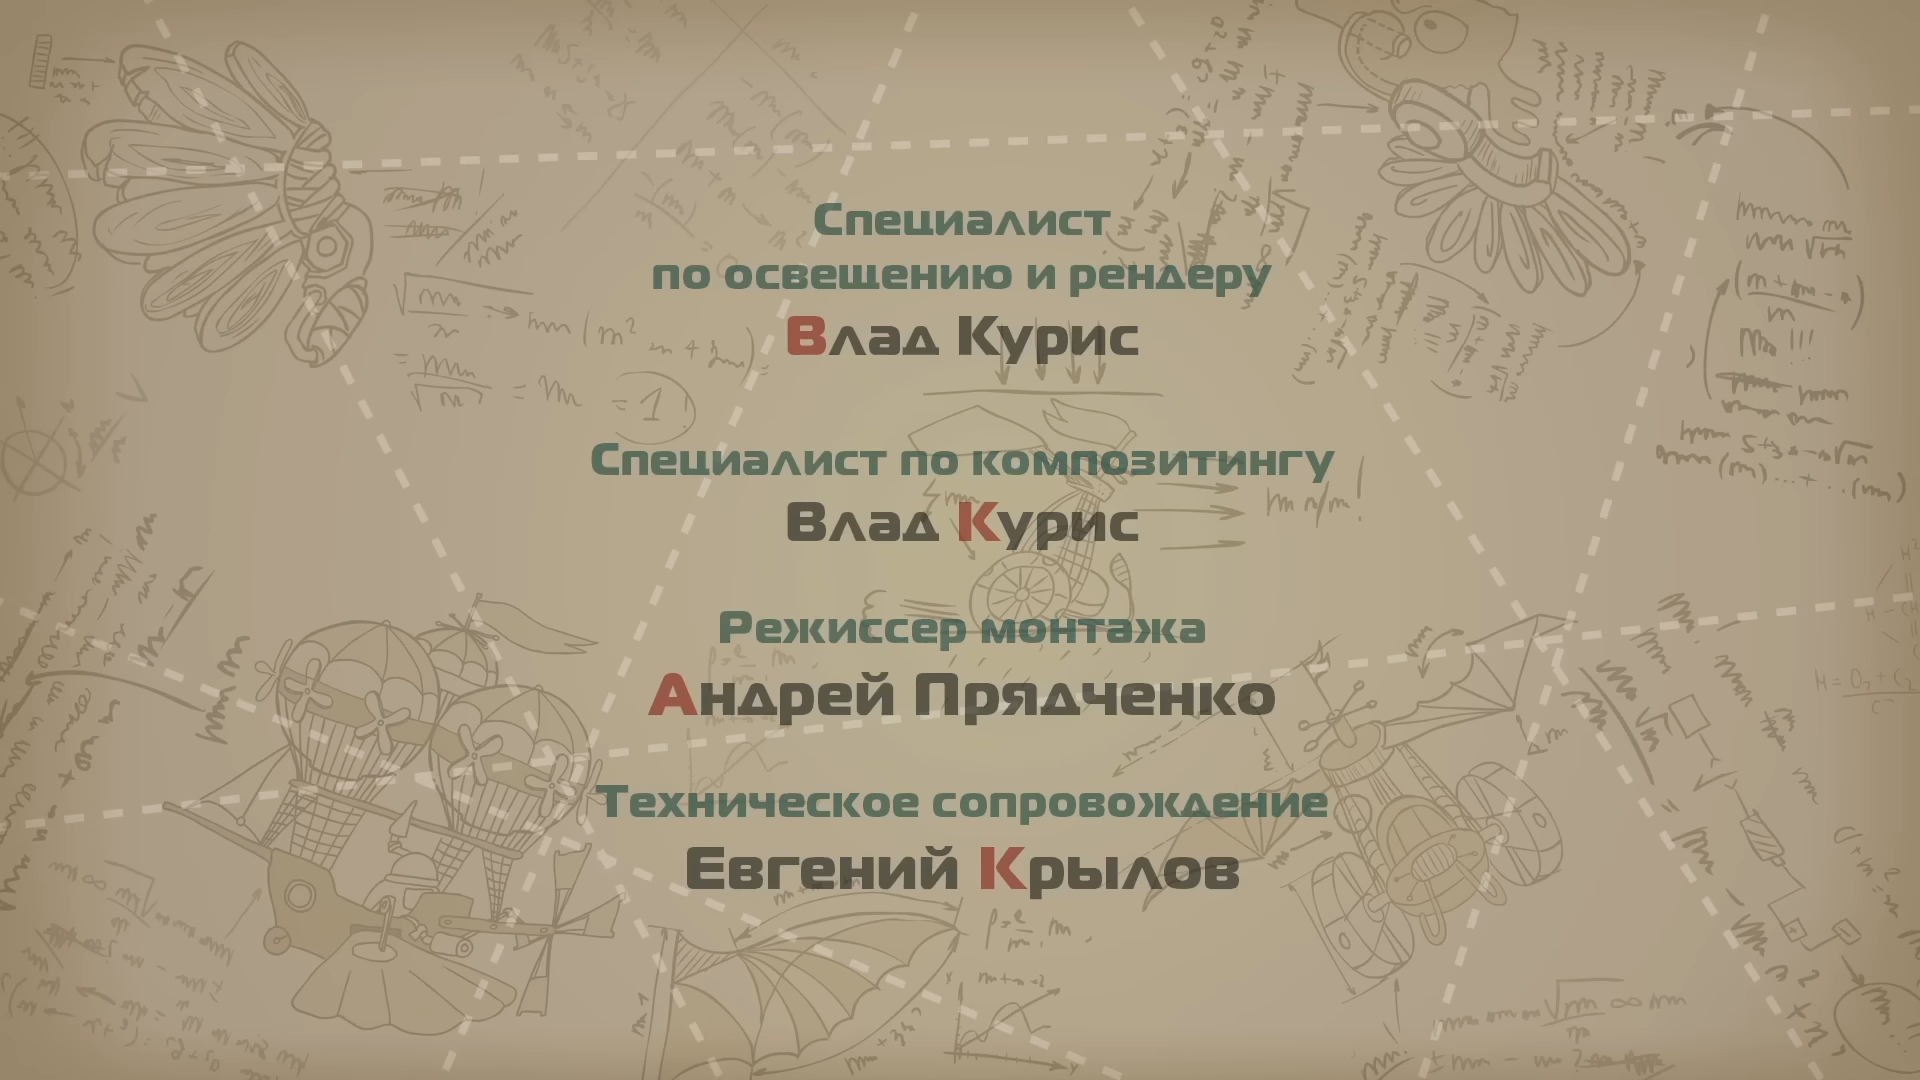 Специалист
по освещению и рендеру
Влад Курис
Специалист по композитингу
Влад Курис
Режиссер монтажа
Андрей Прядченко
Техническое сопровождение
Евгений Крылов